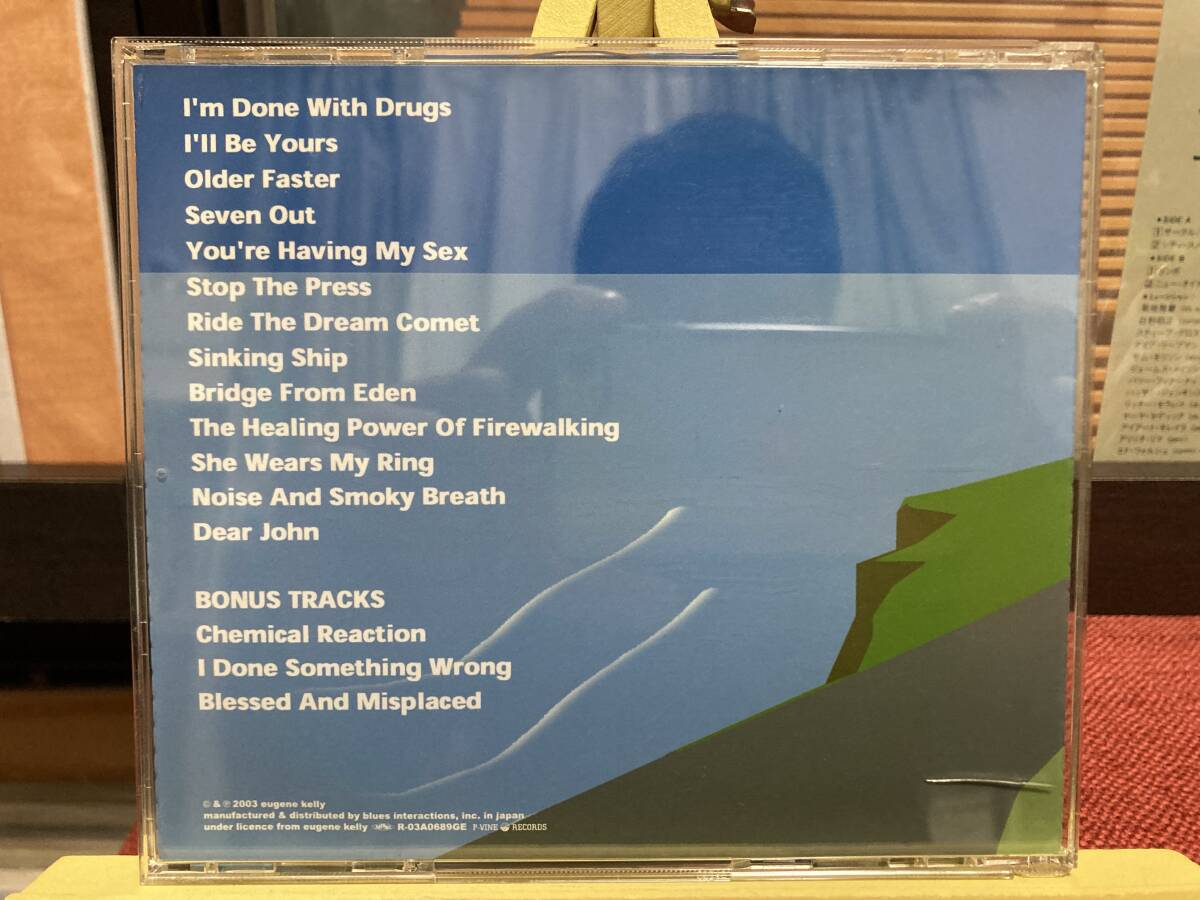 I'm Done With Drugs
I'll Be Yours
Older Faster
Seven Out
You're Having My Sex
Stop The Press
Ride The Dream Comet
Sinking Ship
Bridge From Eden
The Healing Power Of Firewalking
She Wears My Ring
Noise And Smoky Breath
Dear John
BONUS TRACKS
Chemical Reaction
I Done Something Wrong
Blessed And Misplaced
© & ℗ 2003 eugene kelly
manufactured & distributed by blues interactions, inc. in japan
under licence from eugene kelly R-03A0689GE P-VINE RECORDS
●SIDE A
●SIDE B